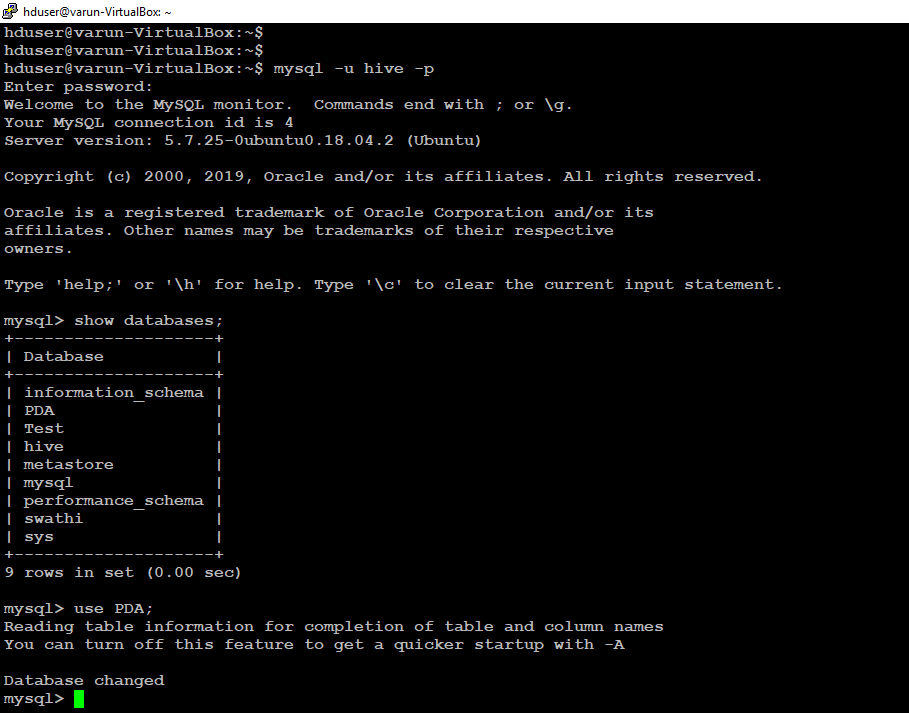 hduser@varun-VirtualBox: ~
hduser@varun-VirtualBox:~$
hduser@varun-VirtualBox:~$
hduser@varun-VirtualBox:~$ mysql -u hive -p
Enter password:
Welcome to the MySQL monitor.  Commands end with ; or \g.
Your MySQL connection id is 4
Server version: 5.7.25-0ubuntu0.18.04.2 (Ubuntu)

Copyright (c) 2000, 2019, Oracle and/or its affiliates. All rights reserved.

Oracle is a registered trademark of Oracle Corporation and/or its
affiliates. Other names may be trademarks of their respective
owners.

Type 'help;' or '\h' for help. Type '\c' to clear the current input statement.

mysql> show databases;
+--------------------+
| Database           |
+--------------------+
| information_schema |
| PDA                |
| Test               |
| hive               |
| metastore          |
| mysql              |
| performance_schema |
| swathi             |
| sys                |
+--------------------+
9 rows in set (0.00 sec)

mysql> use PDA;
Reading table information for completion of table and column names
You can turn off this feature to get a quicker startup with -A

Database changed
mysql>